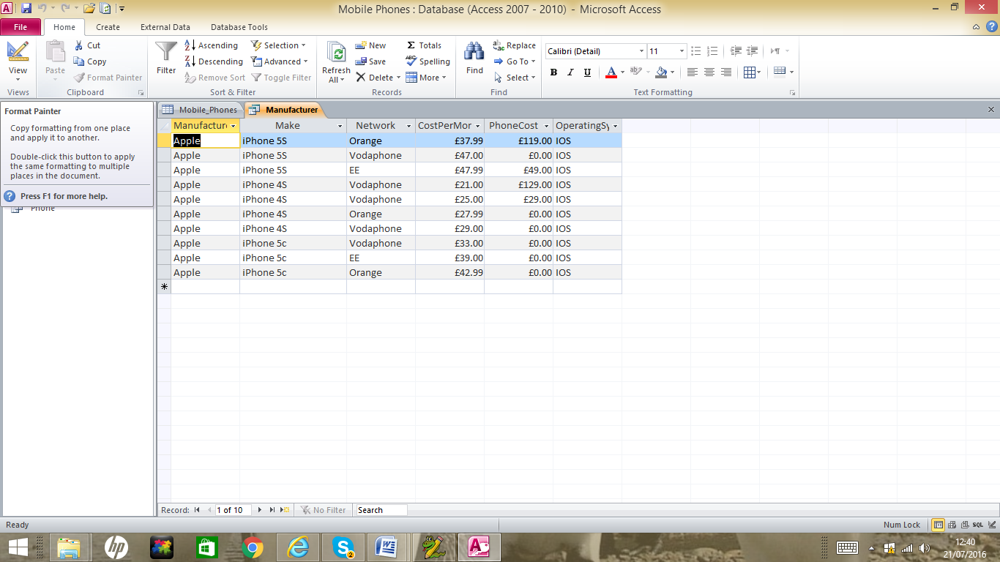 Mobile Phones : Database (Access 2007 - 2010) - Microsoft Access
File Home Create External Data Database Tools
View
Views
Paste
Cut
Copy
Format Painter
Clipboard
Filter
Ascending
Descending
Remove Sort
Selection
Advanced
Toggle Filter
Sort & Filter
Refresh
All
New
Save
Delete
Totals
Spelling
More
Records
Find
Replace
Go To
Select
Find
Calibri (Detail) 11
B I U A
Text Formatting
Format Painter
Copy formatting from one place
and apply it to another.
Double-click this button to apply
the same formatting to multiple
places in the document.
Press F1 for more help.
Phone
Mobile_Phones Manufacturer
Manufacture Make Network CostPerMor PhoneCost OperatingSy
Apple iPhone 5S Orange £37.99 £119.00 IOS
Apple iPhone 5S Vodaphone £47.00 £0.00 IOS
Apple iPhone 5S EE £47.99 £49.00 IOS
Apple iPhone 4S Vodaphone £21.00 £129.00 IOS
Apple iPhone 4S Vodaphone £25.00 £29.00 IOS
Apple iPhone 4S Orange £27.99 £0.00 IOS
Apple iPhone 4S Vodaphone £29.00 £0.00 IOS
Apple iPhone 5c Vodaphone £33.00 £0.00 IOS
Apple iPhone 5c EE £39.00 £0.00 IOS
Apple iPhone 5c Orange £42.99 £0.00 IOS
Record: 1 of 10 No Filter Search
Ready Num Lock SQL
12:40
21/07/2016